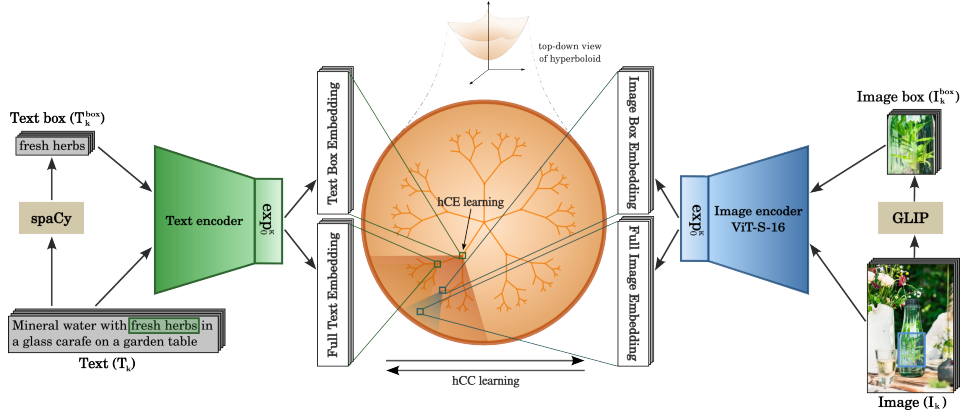 top-down view
of hyperboloid
Text box (T_k^box)
fresh herbs
spaCy
Text encoder
exp_0^κ
Mineral water with fresh herbs in
a glass carafe on a garden table
Text (T_k)
Text Box Embedding
Full Text Embedding
hCE learning
hCC learning
Image Box Embedding
Full Image Embedding
exp_0^κ
Image encoder
ViT-S-16
Image box (I_k^box)
GLIP
Image (I_k)